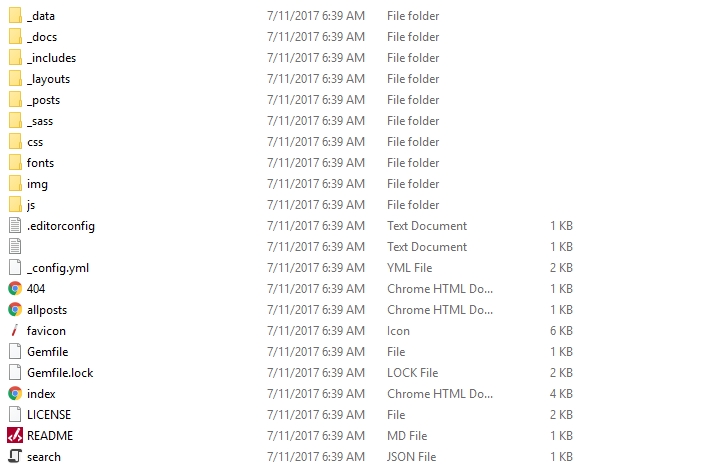 _data 7/11/2017 6:39 AM File folder
_docs 7/11/2017 6:39 AM File folder
_includes 7/11/2017 6:39 AM File folder
_layouts 7/11/2017 6:39 AM File folder
_posts 7/11/2017 6:39 AM File folder
_sass 7/11/2017 6:39 AM File folder
css 7/11/2017 6:39 AM File folder
fonts 7/11/2017 6:39 AM File folder
img 7/11/2017 6:39 AM File folder
js 7/11/2017 6:39 AM File folder
.editorconfig 7/11/2017 6:39 AM Text Document 1 KB
7/11/2017 6:39 AM Text Document 1 KB
_config.yml 7/11/2017 6:39 AM YML File 2 KB
404 7/11/2017 6:39 AM Chrome HTML Do... 1 KB
allposts 7/11/2017 6:39 AM Chrome HTML Do... 1 KB
favicon 7/11/2017 6:39 AM Icon 6 KB
Gemfile 7/11/2017 6:39 AM File 1 KB
Gemfile.lock 7/11/2017 6:39 AM LOCK File 2 KB
index 7/11/2017 6:39 AM Chrome HTML Do... 4 KB
LICENSE 7/11/2017 6:39 AM File 2 KB
README 7/11/2017 6:39 AM MD File 1 KB
search 7/11/2017 6:39 AM JSON File 1 KB